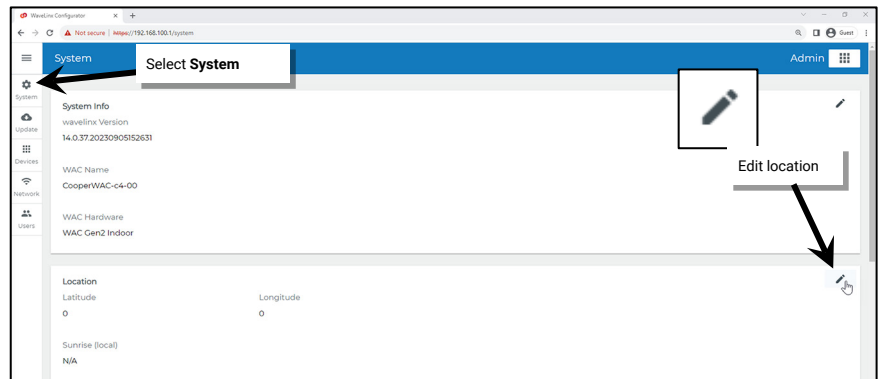 WaveLinx Configurator
Not secure | https://192.168.100.1/system
Guest
System
Select System
Admin
System
Update
Devices
Network
Users
System Info
wavelinx Version
14.0.37.20230905152631
WAC Name
CooperWAC-c4-00
WAC Hardware
WAC Gen2 Indoor
Edit location
Location
Latitude
Longitude
0
0
Sunrise (local)
N/A